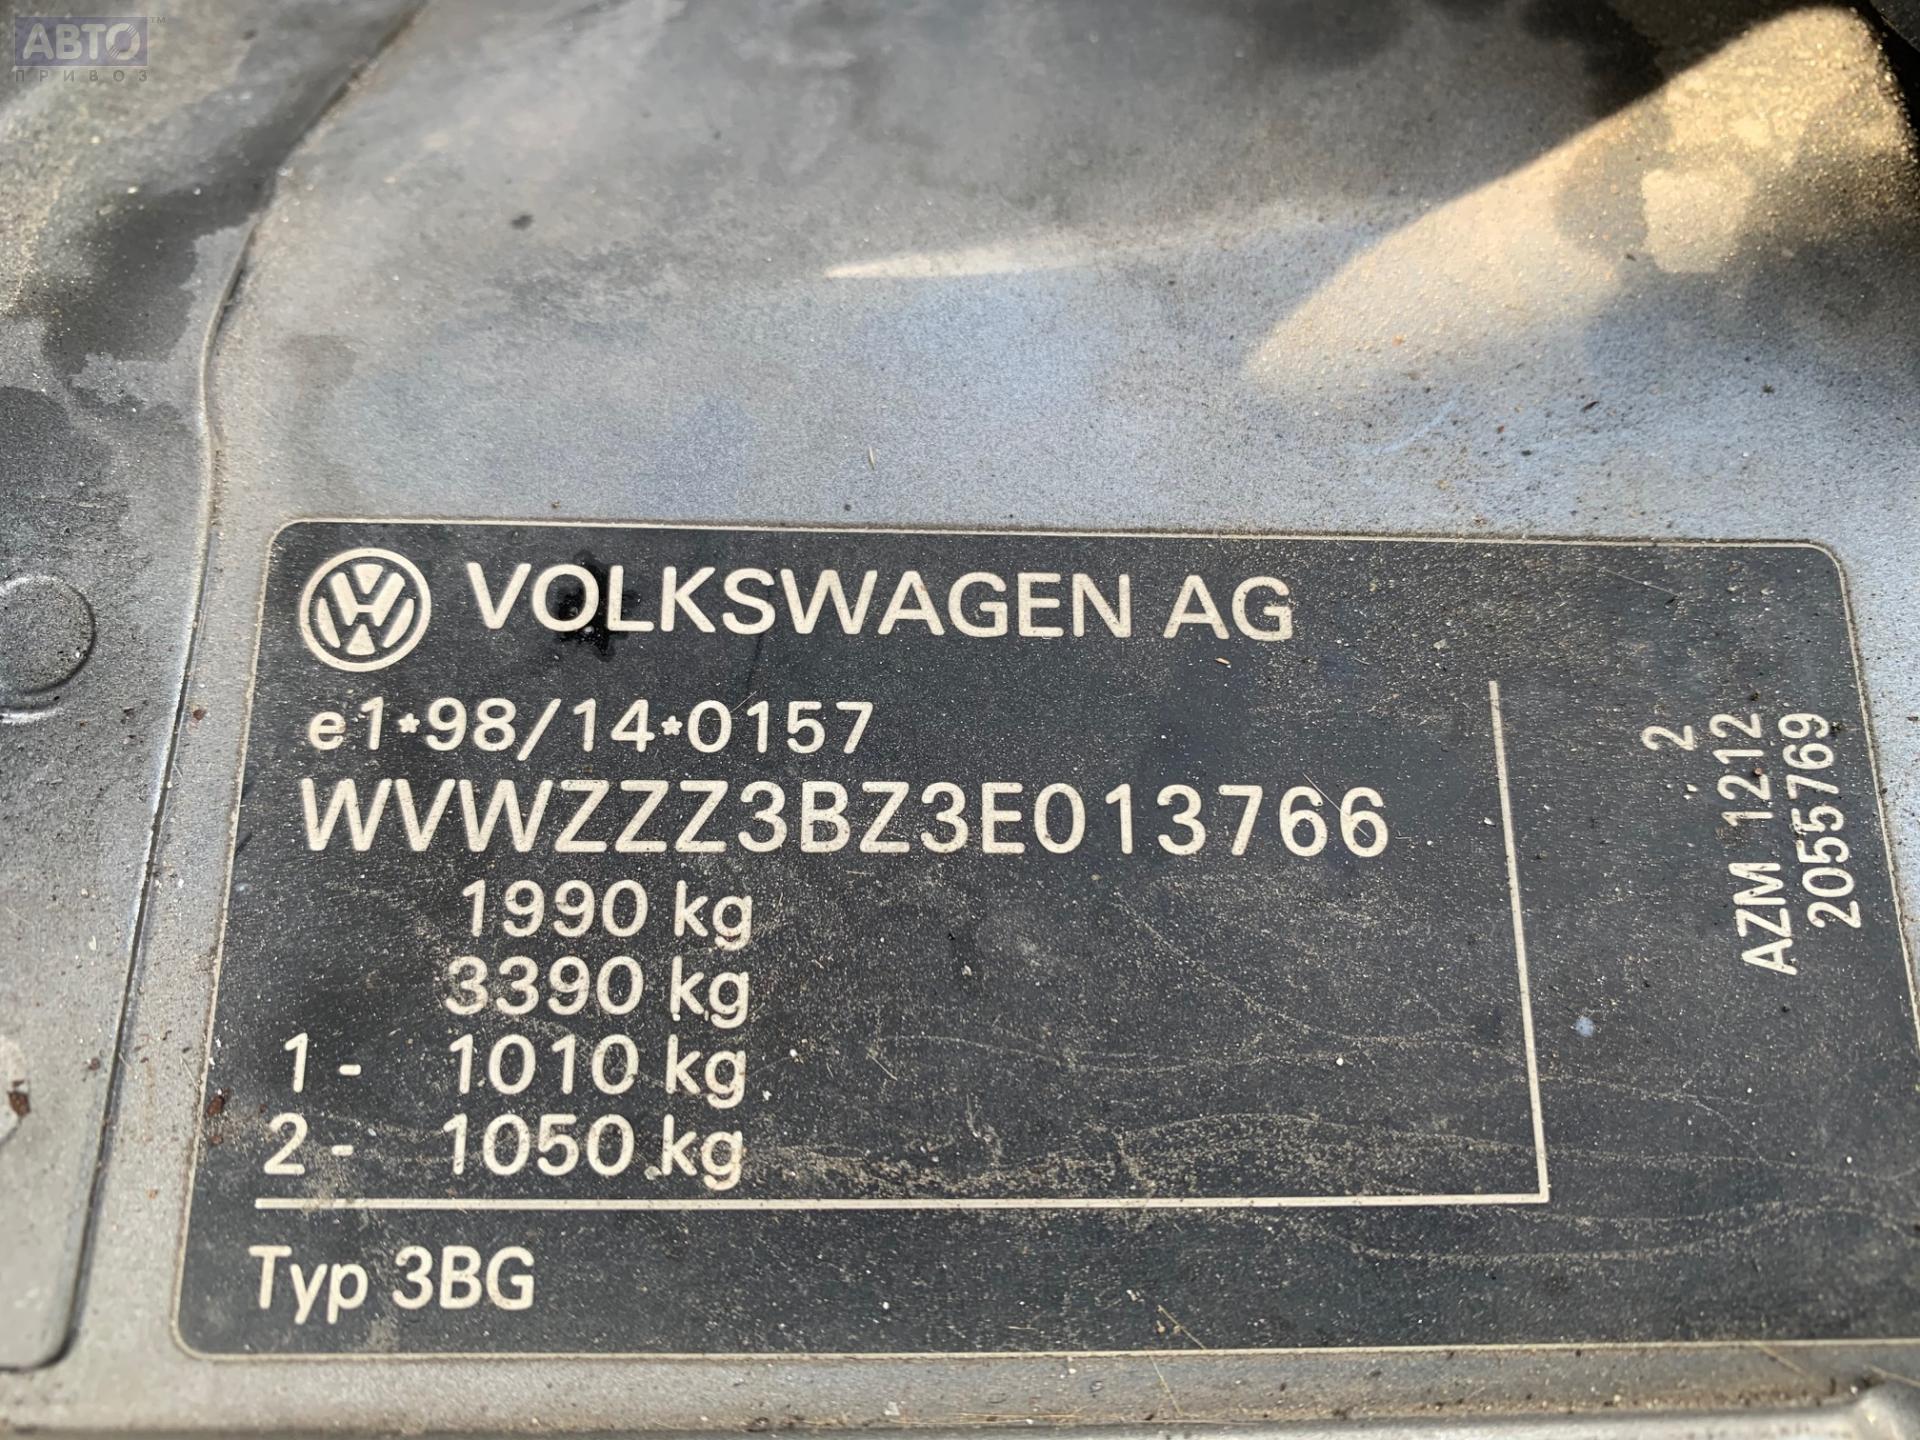 АВТО™
ПРИВОЗ
VOLKSWAGEN AG
e1*98/14*0157
WVWZZZ3BZ3E013766
1990 kg
3390 kg
1- 1010 kg
2- 1050 kg
Typ 3BG
2
AZM 1212
2055769